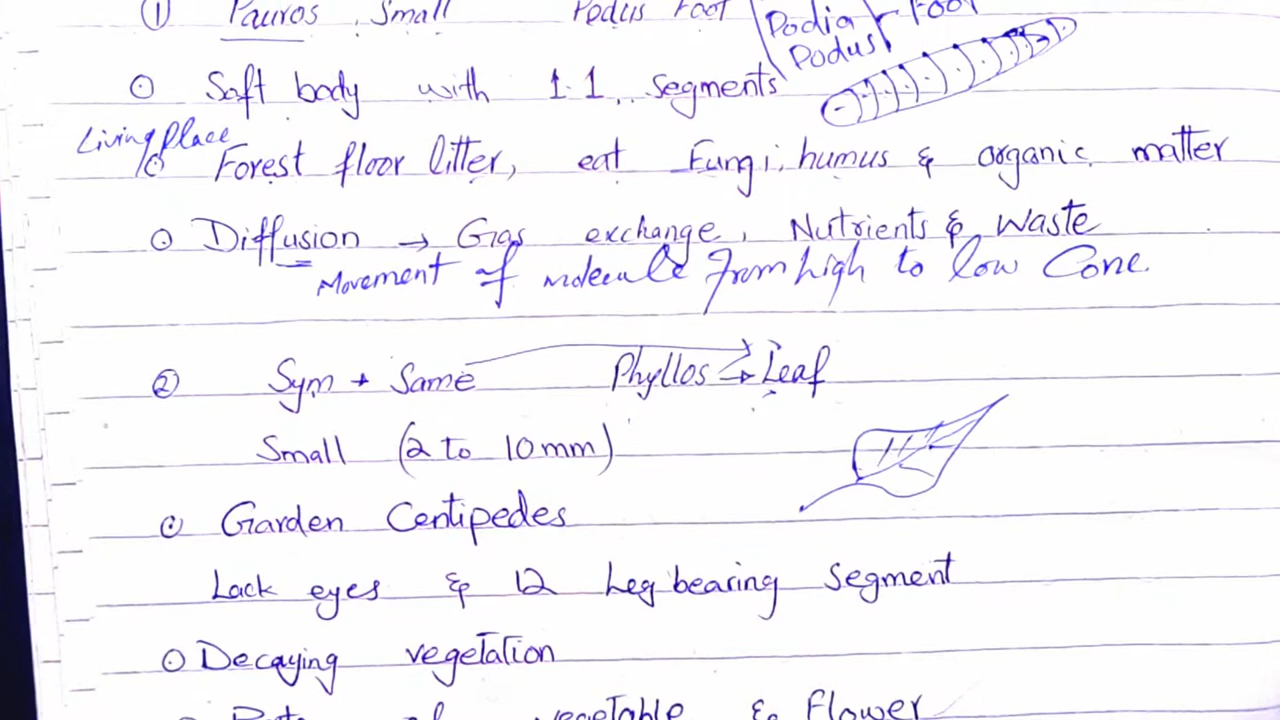 ① Pauros, Small Podus Foot
Podia Foot
Podus
⊙ Soft body with 11 segments
Living Place
Forest floor litter, eat Fungi, humus & organic matter
⊙ Diffusion → Gas exchange, Nutrients & Waste
Movement of molecule from high to low Conc.
② Sym + Same Phyllos → Leaf
Small (2 to 10mm)
⊙ Garden Centipedes
Lack eyes & 12 Leg bearing Segment
⊙ Decaying vegetation
vegetable & Flower